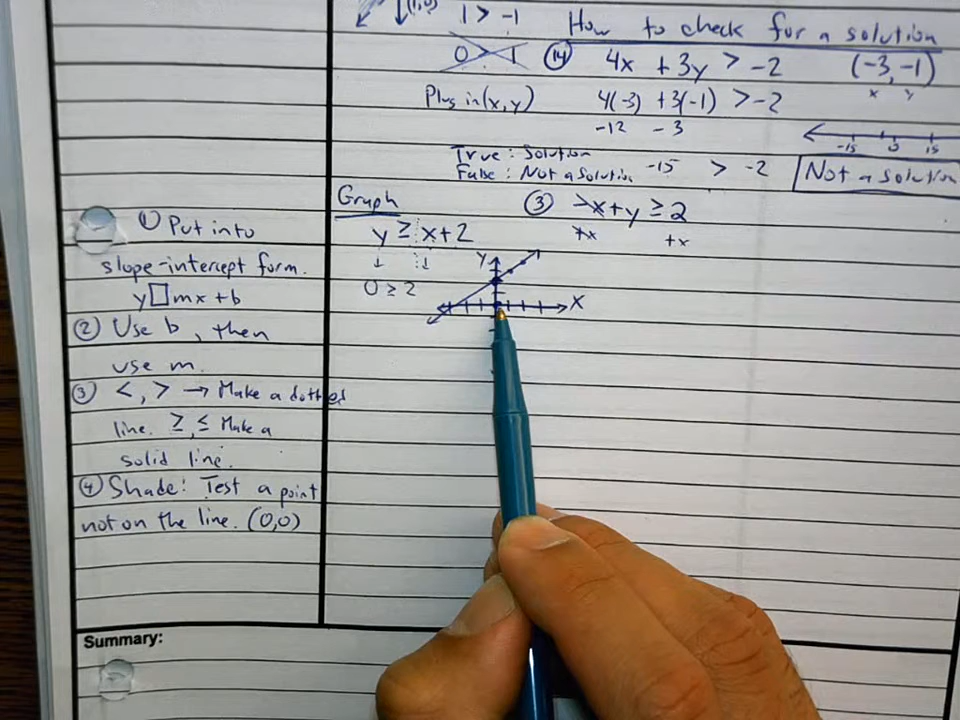 (1,0) 1 > -1 How to check for a solution
0 > 1 (14) 4x + 3y > -2 (-3, -1)
x y
Plug in (x, y) 4(-3) + 3(-1) > -2
-12 - 3
-15 0 15
True: Solution
False: Not a Solution -15 > -2 Not a solution
Graph (3) -x+y ≥ 2
+x +x
y ≥ x+2
0 ≥ 2
Y
X
① Put into
slope-intercept form.
y□mx+b
② Use b, then
use m.
③ <, > → Make a dotted
line. ≥, ≤ Make a
solid line.
④ Shade: Test a point
not on the line. (0,0)
Summary: